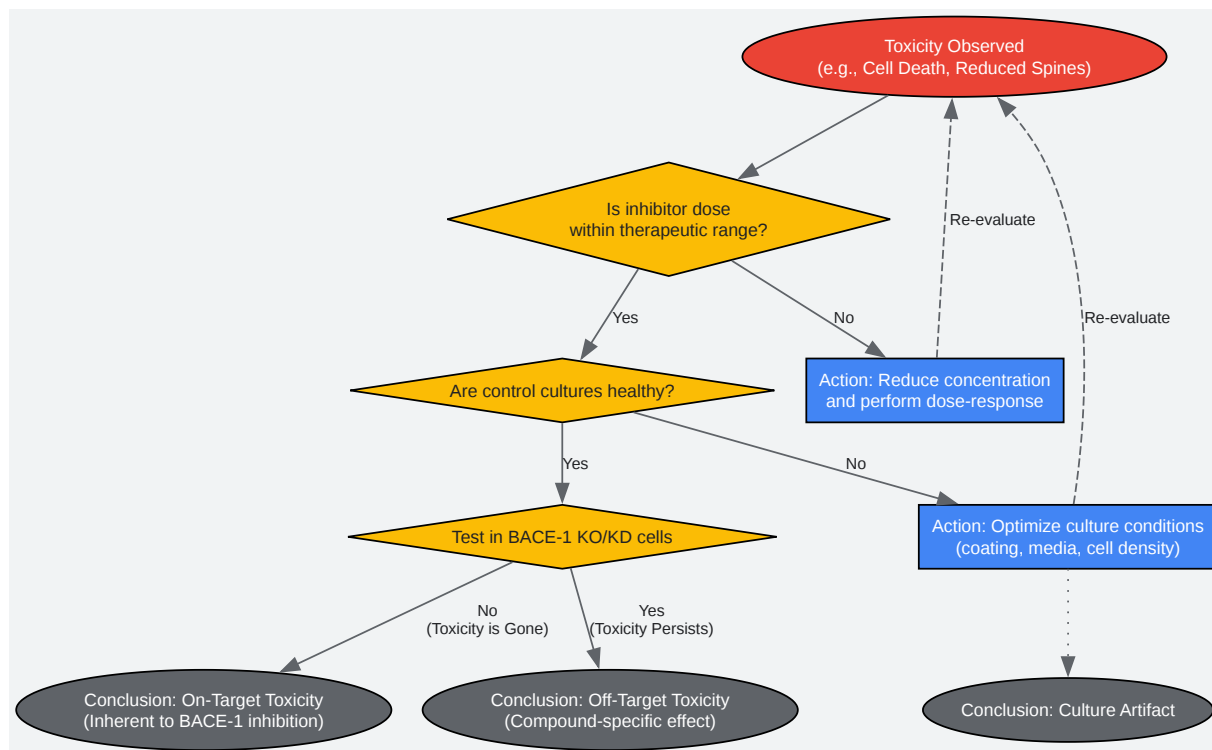 Toxicity Observed
(e.g., Cell Death, Reduced Spines)
Is inhibitor dose
within therapeutic range?
Re-evaluate
Yes
No
Re-evaluate
Are control cultures healthy?
Action: Reduce concentration
and perform dose-response
Yes
No
Test in BACE-1 KO/KD cells
Action: Optimize culture conditions
(coating, media, cell density)
No
(Toxicity is Gone)
Yes
(Toxicity Persists)
Conclusion: On-Target Toxicity
(Inherent to BACE-1 inhibition)
Conclusion: Off-Target Toxicity
(Compound-specific effect)
Conclusion: Culture Artifact